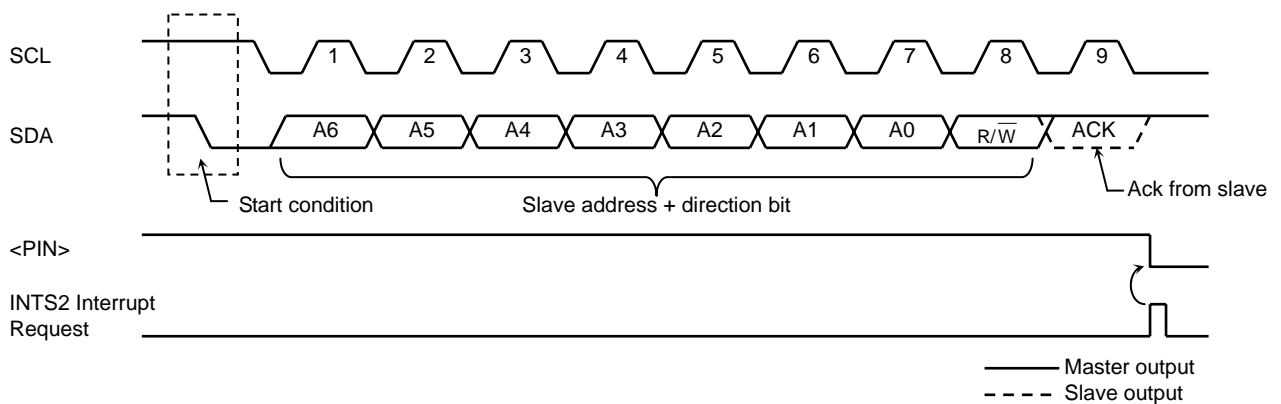 SCL
1 2 3 4 5 6 7 8 9
SDA
A6 A5 A4 A3 A2 A1 A0 R/W̅ ACK
Start condition
Slave address + direction bit
Ack from slave
<PIN>
INTS2 Interrupt
Request
Master output
Slave output